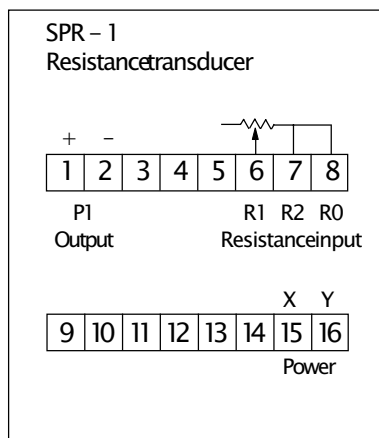 SPR – 1
Resistancetransducer
+ –
1 2 3 4 5 6 7 8
P1 R1 R2 R0
Output Resistanceinput
X Y
9 10 11 12 13 14 15 16
Power